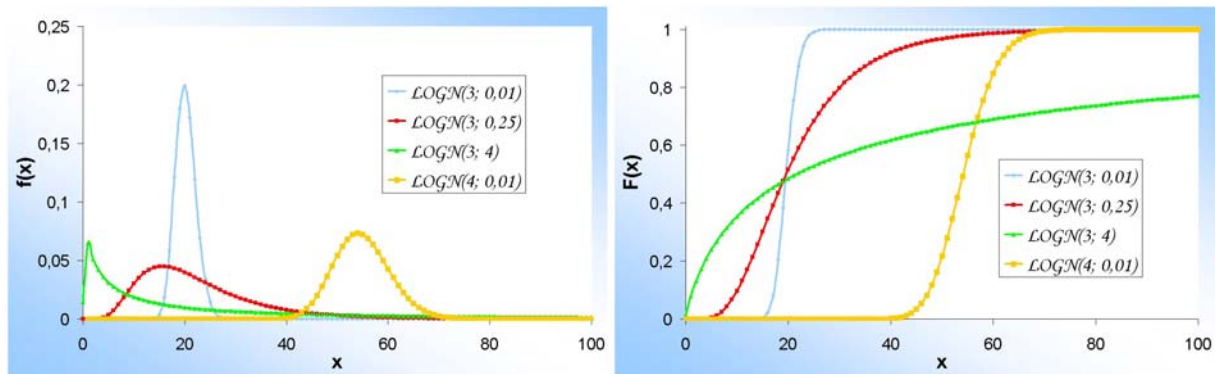 f(x)
0,25
0,2
0,15
0,1
0,05
0
0 20 40 60 80 100
x
LOGN(3; 0,01)
LOGN(3; 0,25)
LOGN(3; 4)
LOGN(4; 0,01)
F(x)
1
0,8
0,6
0,4
0,2
0
0 20 40 60 80 100
x
LOGN(3; 0,01)
LOGN(3; 0,25)
LOGN(3; 4)
LOGN(4; 0,01)